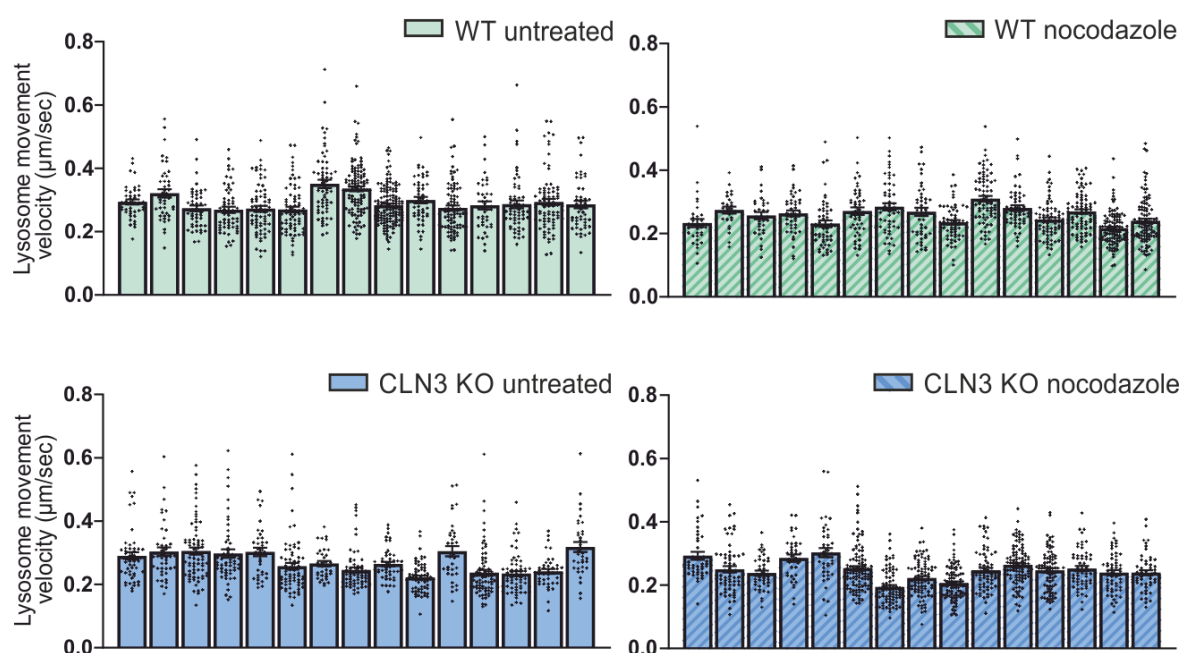 WT untreated
Lysosome movement
velocity (µm/sec)
0.8
0.6
0.4
0.2
0.0
WT nocodazole
0.8
0.6
0.4
0.2
0.0
CLN3 KO untreated
Lysosome movement
velocity (µm/sec)
0.8
0.6
0.4
0.2
0.0
CLN3 KO nocodazole
0.8
0.6
0.4
0.2
0.0